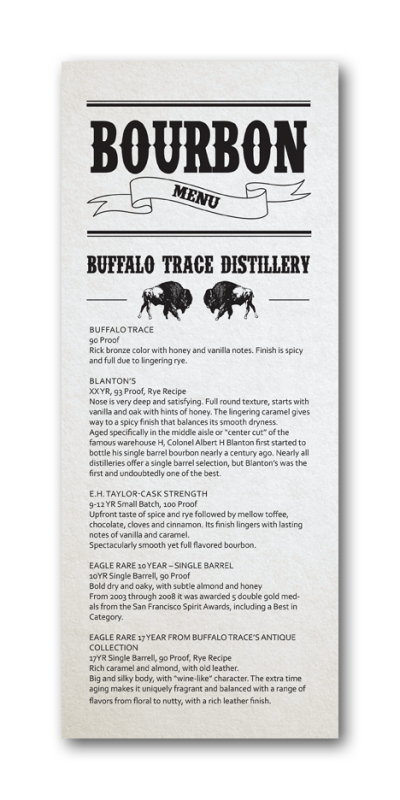 BOURBON
MENU
BUFFALO TRACE DISTILLERY
BUFFALO TRACE
90 Proof
Rich bronze color with honey and vanilla notes. Finish is spicy
and full due to lingering rye.
BLANTON'S
XXYR, 93 Proof, Rye Recipe
Nose is very deep and satisfying. Full round texture, starts with
vanilla and oak with hints of honey. The lingering caramel gives
way to a spicy finish that balances its smooth dryness.
Aged specifically in the middle aisle or "center cut" of the
famous warehouse H, Colonel Albert H Blanton first started to
bottle his single barrel bourbon nearly a century ago. Nearly all
distilleries offer a single barrel selection, but Blanton's was the
first and undoubtedly one of the best.
E.H. TAYLOR-CASK STRENGTH
9-12 YR Small Batch, 100 Proof
Upfront taste of spice and rye followed by mellow toffee,
chocolate, cloves and cinnamon. Its finish lingers with lasting
notes of vanilla and caramel.
Spectacularly smooth yet full flavored bourbon.
EAGLE RARE 10 YEAR – SINGLE BARREL
10YR Single Barrell, 90 Proof
Bold dry and oaky, with subtle almond and honey
From 2003 through 2008 it was awarded 5 double gold med-
als from the San Francisco Spirit Awards, including a Best in
Category.
EAGLE RARE 17 YEAR FROM BUFFALO TRACE'S ANTIQUE
COLLECTION
17YR Single Barrell, 90 Proof, Rye Recipe
Rich caramel and almond, with old leather.
Big and silky body, with "wine-like" character. The extra time
aging makes it uniquely fragrant and balanced with a range of
flavors from floral to nutty, with a rich leather finish.